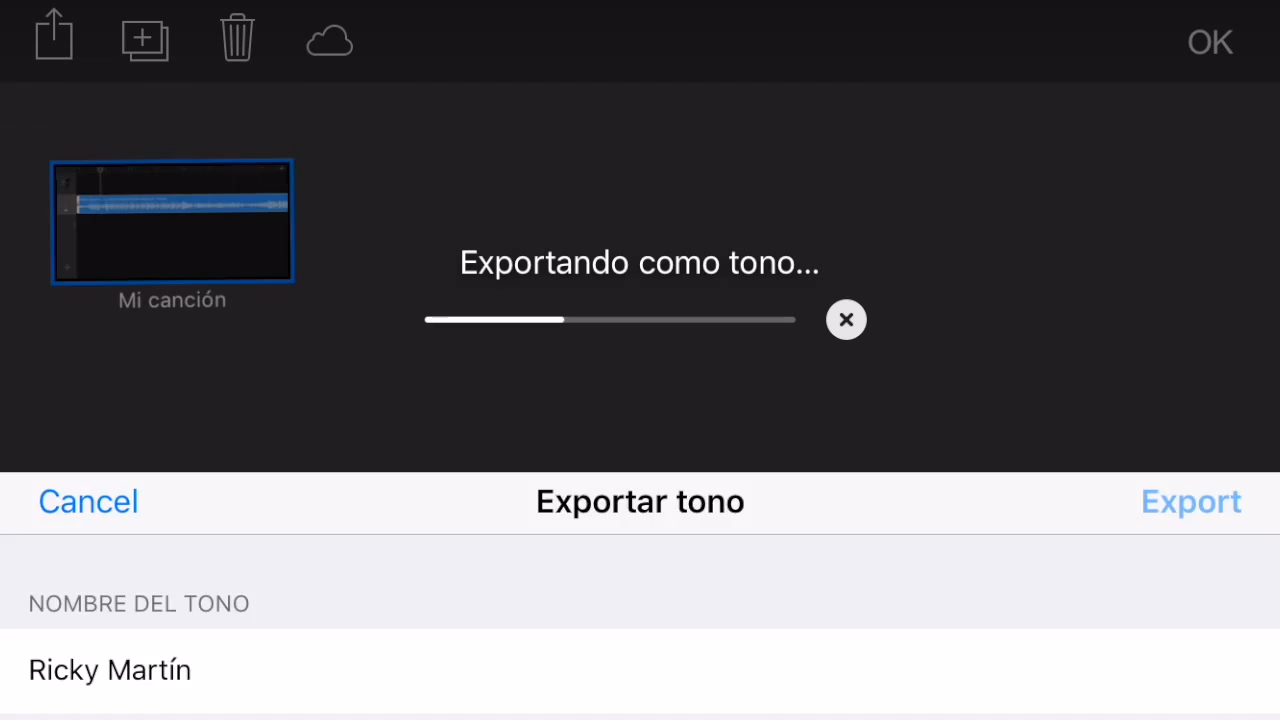 OK
Mi canción
Exportando como tono...
Cancel
Exportar tono
Export
NOMBRE DEL TONO
Ricky Martín